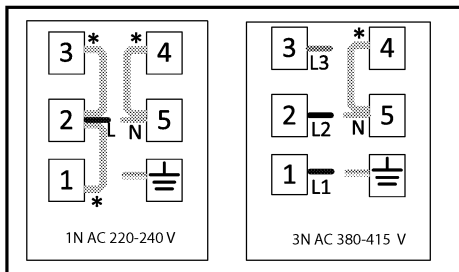 3 * * 4
2 L N 5
1 *
1N AC 220-240 V
3 L3 * 4
2 L2 N 5
1 L1
3N AC 380-415 V